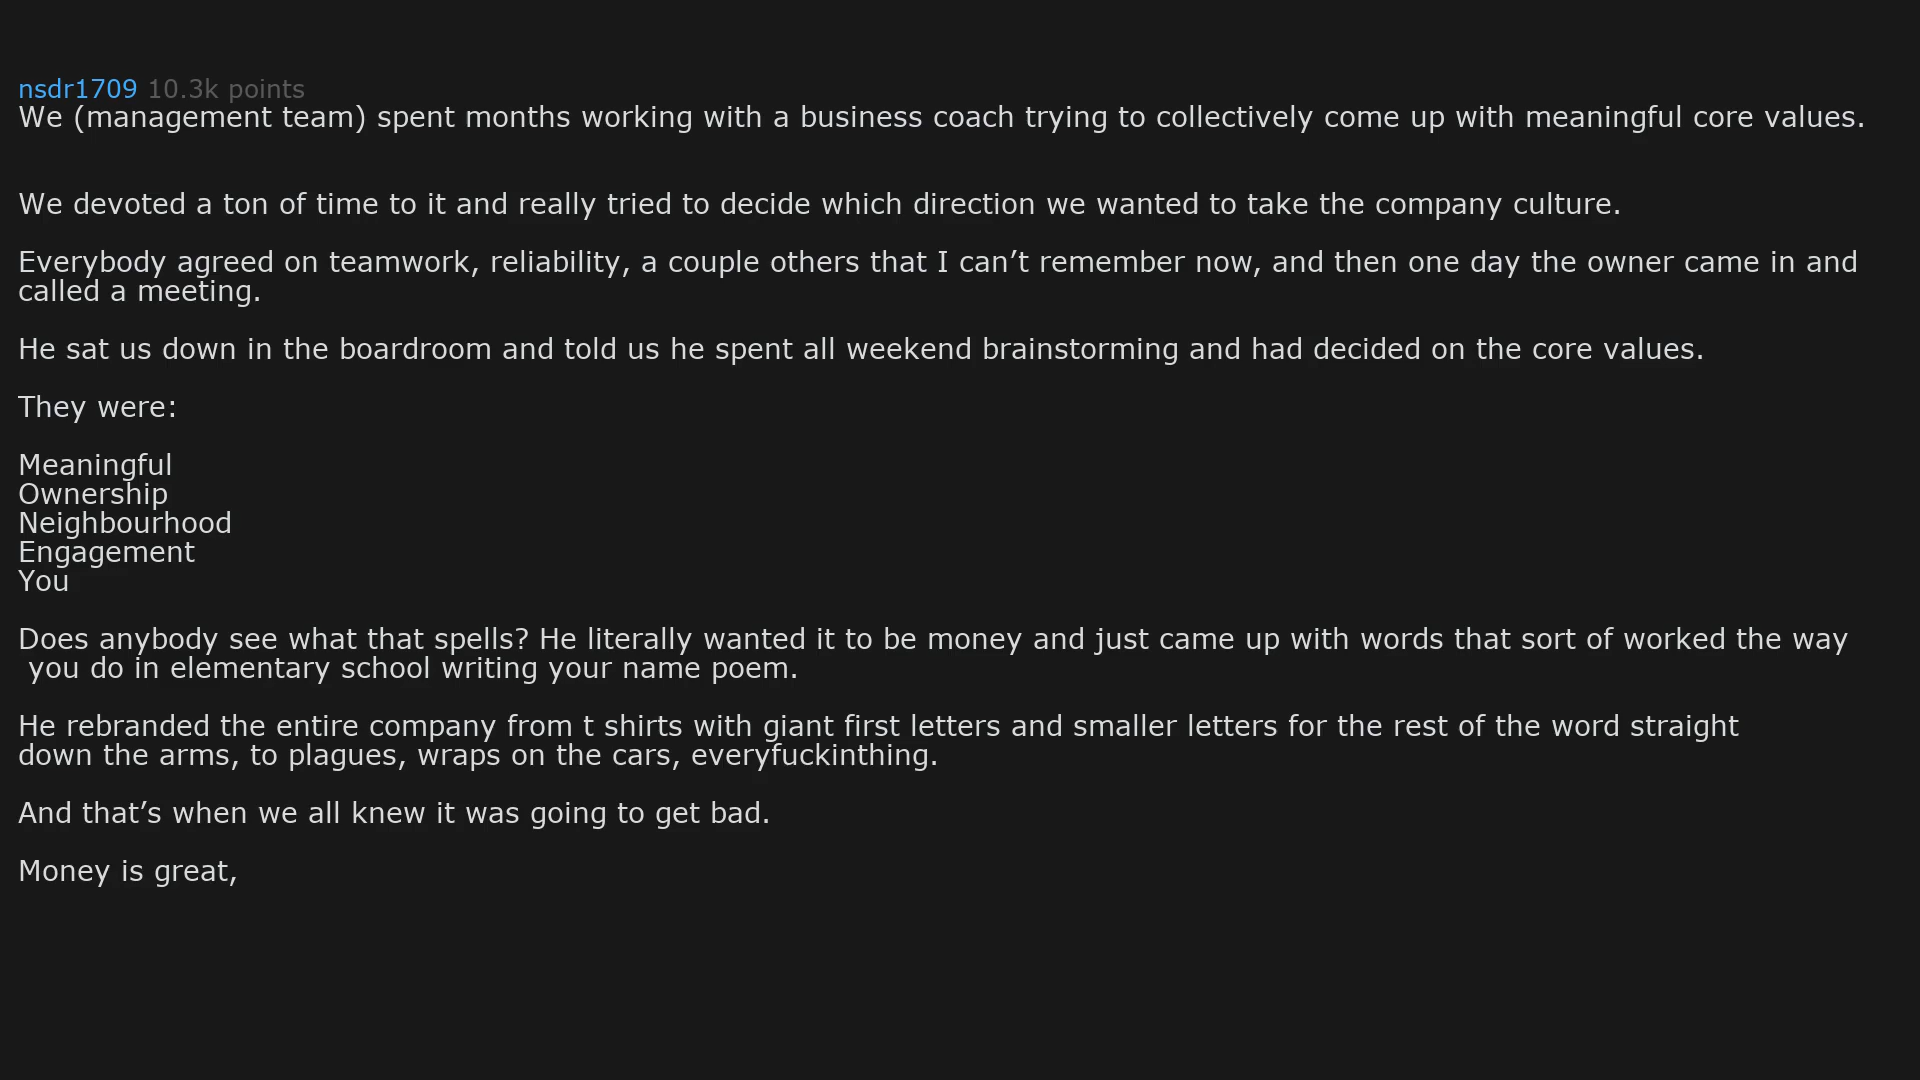 nsdr1709 10.3k points
We (management team) spent months working with a business coach trying to collectively come up with meaningful core values.
We devoted a ton of time to it and really tried to decide which direction we wanted to take the company culture.
Everybody agreed on teamwork, reliability, a couple others that I can’t remember now, and then one day the owner came in and
called a meeting.
He sat us down in the boardroom and told us he spent all weekend brainstorming and had decided on the core values.
They were:
Meaningful
Ownership
Neighbourhood
Engagement
You
Does anybody see what that spells? He literally wanted it to be money and just came up with words that sort of worked the way
you do in elementary school writing your name poem.
He rebranded the entire company from t shirts with giant first letters and smaller letters for the rest of the word straight
down the arms, to plagues, wraps on the cars, everyfuckinthing.
And that’s when we all knew it was going to get bad.
Money is great,